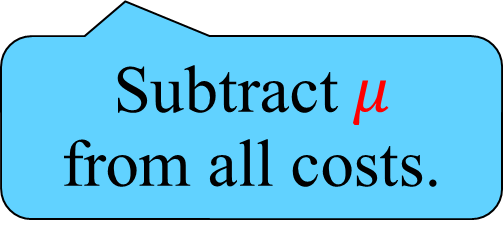 Subtract μ
from all costs.